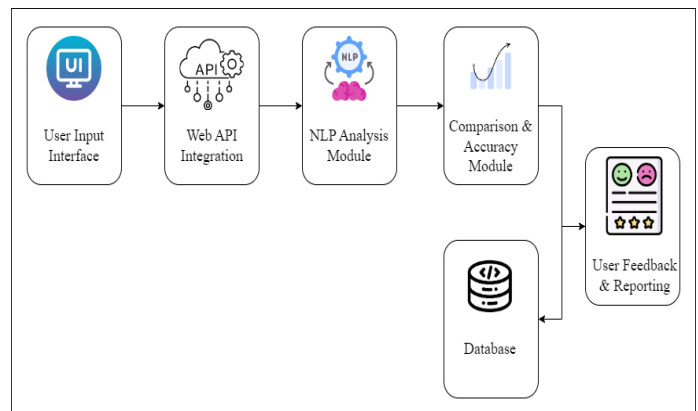 UI
User Input
Interface
API
Web API
Integration
NLP
NLP Analysis
Module
Comparison &
Accuracy
Module
User Feedback
& Reporting
</>
Database